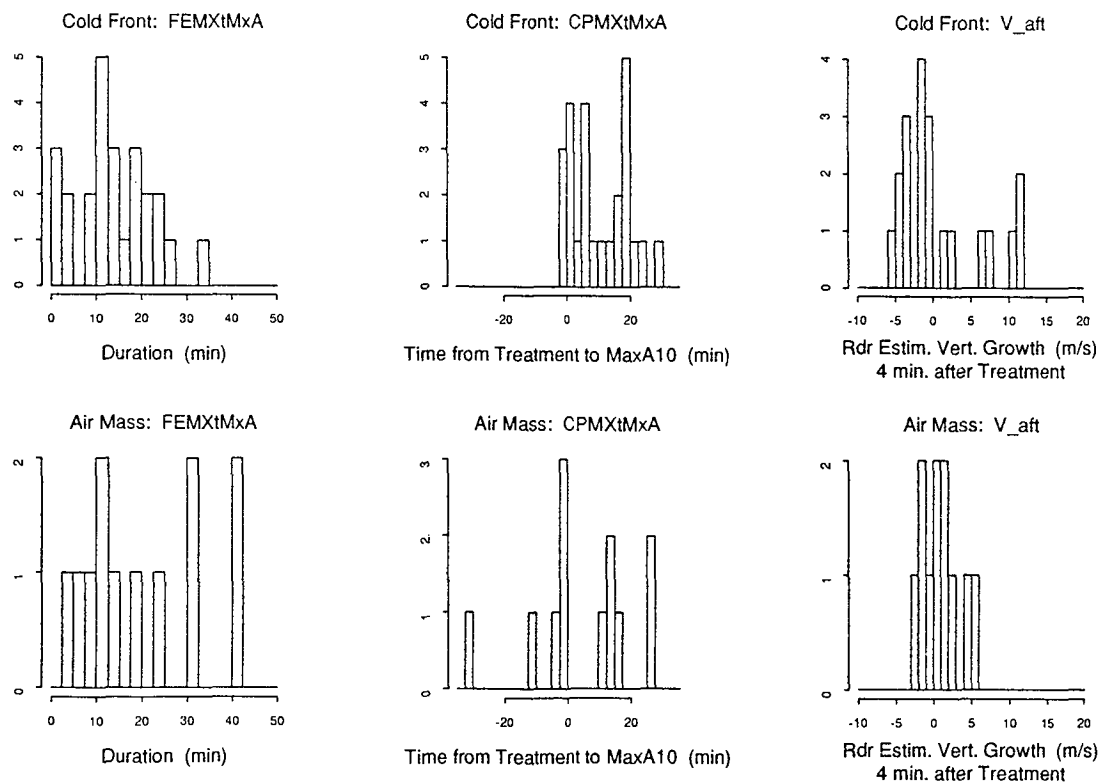 Cold Front: FEMXtMxA
0 1 2 3 4 5
0 10 20 30 40 50
Duration (min)
Cold Front: CPMXtMxA
0 1 2 3 4 5
-20 0 20
Time from Treatment to MaxA10 (min)
Cold Front: V_aft
0 1 2 3 4
-10 -5 0 5 10 15 20
Rdr Estim. Vert. Growth (m/s)
4 min. after Treatment
Air Mass: FEMXtMxA
0 1 2
0 10 20 30 40 50
Duration (min)
Air Mass: CPMXtMxA
0 1 2 3
-20 0 20
Time from Treatment to MaxA10 (min)
Air Mass: V_aft
0 1 2
-10 -5 0 5 10 15 20
Rdr Estim. Vert. Growth (m/s)
4 min. after Treatment